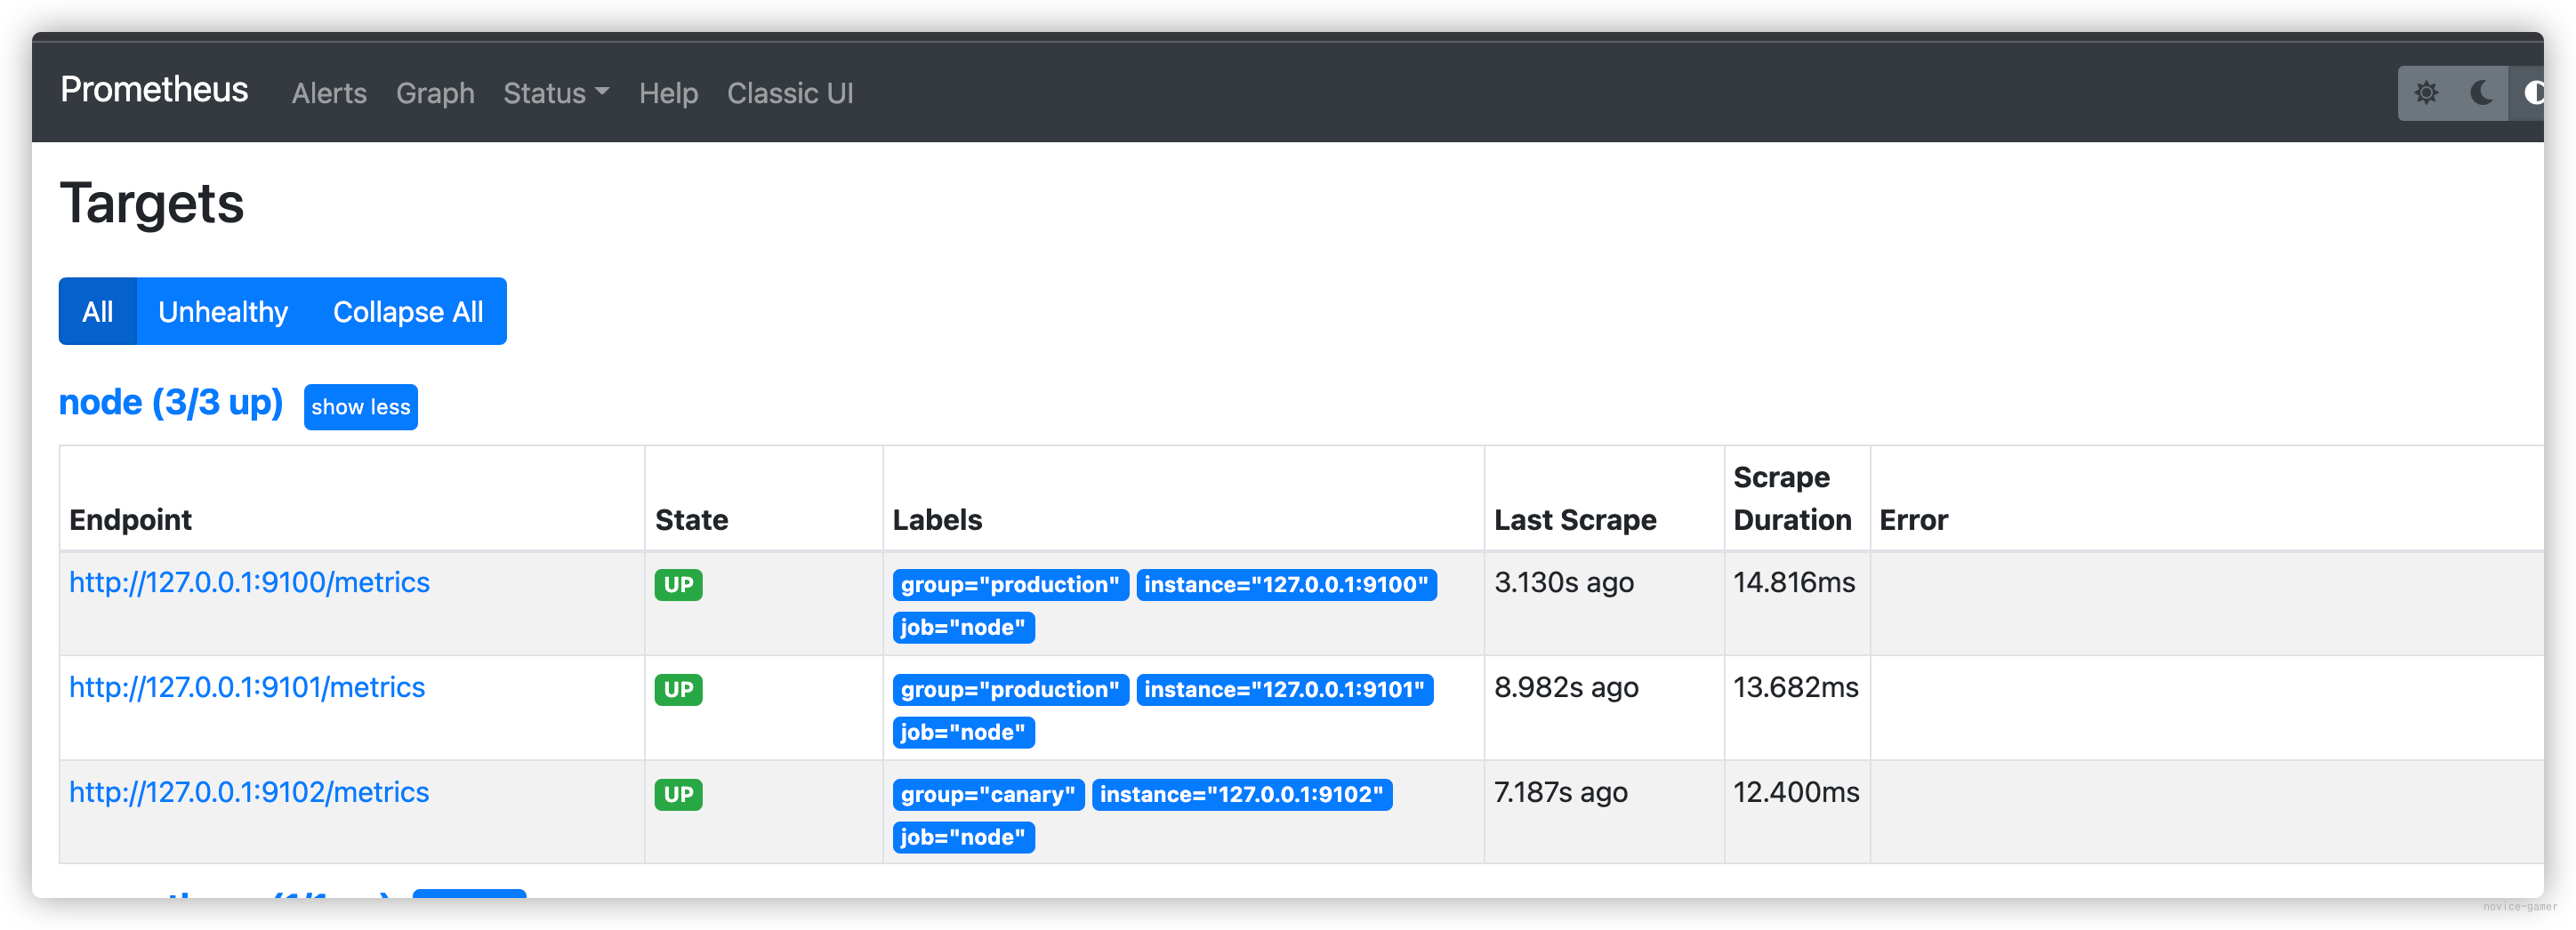 Prometheus Alerts Graph Status Help Classic UI
Targets
All Unhealthy Collapse All
node (3/3 up) show less
Endpoint State Labels Last Scrape Scrape Duration Error
http://127.0.0.1:9100/metrics UP group="production" instance="127.0.0.1:9100" 3.130s ago 14.816ms
job="node"
http://127.0.0.1:9101/metrics UP group="production" instance="127.0.0.1:9101" 8.982s ago 13.682ms
job="node"
http://127.0.0.1:9102/metrics UP group="canary" instance="127.0.0.1:9102" 7.187s ago 12.400ms
job="node"
novice-gamer